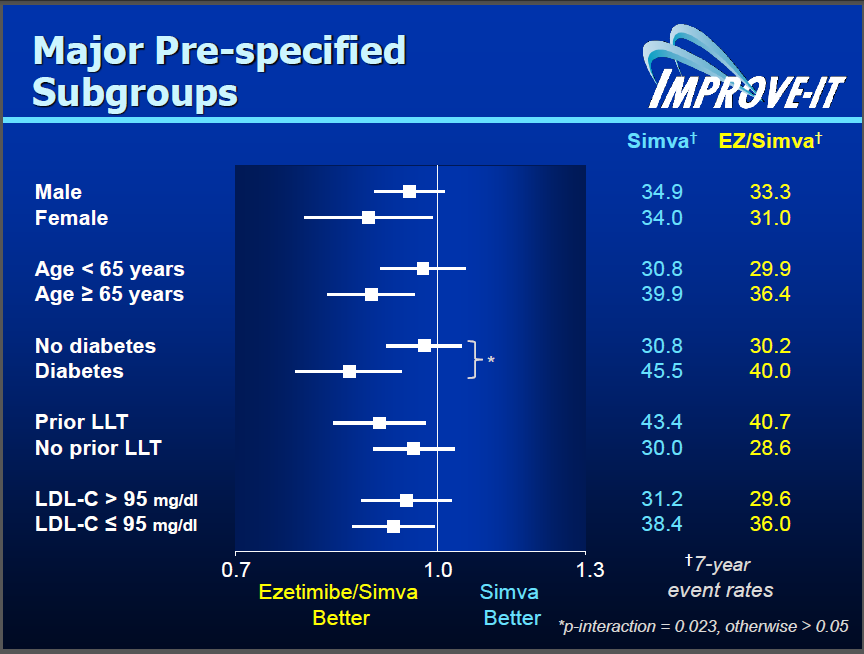 Major Pre-specified
Subgroups
IMPROVE-IT
Simva† EZ/Simva†
Male 34.9 33.3
Female 34.0 31.0
Age < 65 years 30.8 29.9
Age ≥ 65 years 39.9 36.4
No diabetes 30.8 30.2
*
Diabetes 45.5 40.0
Prior LLT 43.4 40.7
No prior LLT 30.0 28.6
LDL-C > 95 mg/dl 31.2 29.6
LDL-C ≤ 95 mg/dl 38.4 36.0
0.7 1.0 1.3
Ezetimibe/Simva Simva
Better Better
†7-year
event rates
*p-interaction = 0.023, otherwise > 0.05